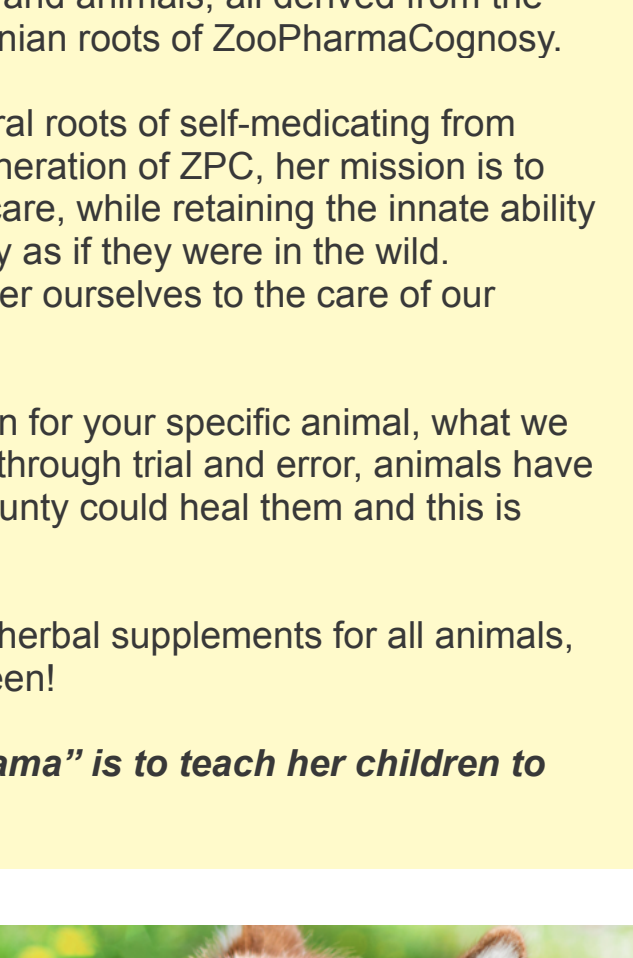 and animals, all derived from the
nian roots of ZooPharmaCognosy.
ral roots of self-medicating from
neration of ZPC, her mission is to
care, while retaining the innate ability
y as if they were in the wild.
er ourselves to the care of our
n for your specific animal, what we
through trial and error, animals have
unty could heal them and this is
herbal supplements for all animals,
een!
ama” is to teach her children to